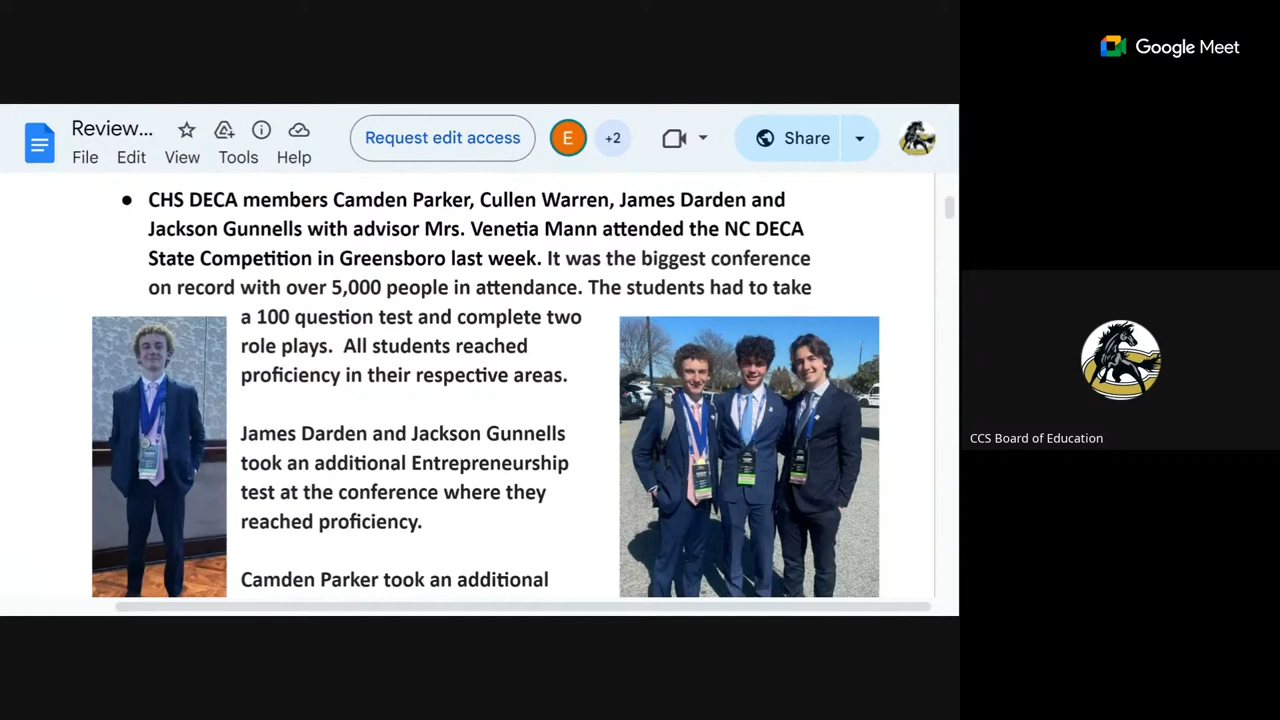 Google Meet
Review...
Request edit access
E
+2
Share
File Edit View Tools Help
● CHS DECA members Camden Parker, Cullen Warren, James Darden and
Jackson Gunnells with advisor Mrs. Venetia Mann attended the NC DECA
State Competition in Greensboro last week. It was the biggest conference
on record with over 5,000 people in attendance. The students had to take
a 100 question test and complete two
role plays.  All students reached
proficiency in their respective areas.
James Darden and Jackson Gunnells
took an additional Entrepreneurship
test at the conference where they
reached proficiency.
Camden Parker took an additional
CCS Board of Education